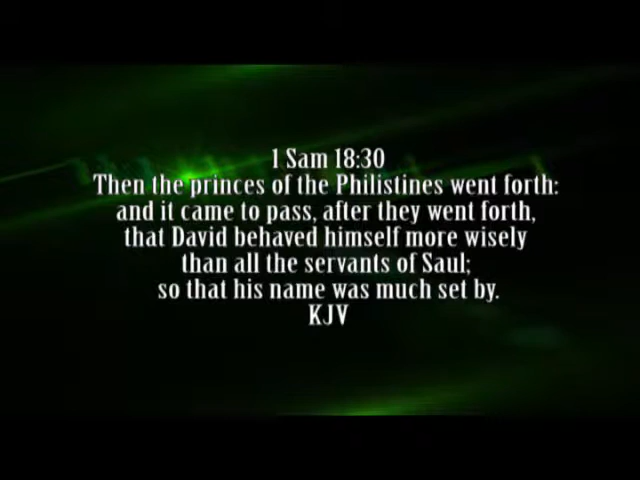 1 Sam 18:30
Then the princes of the Philistines went forth:
and it came to pass, after they went forth,
that David behaved himself more wisely
than all the servants of Saul;
so that his name was much set by.
KJV